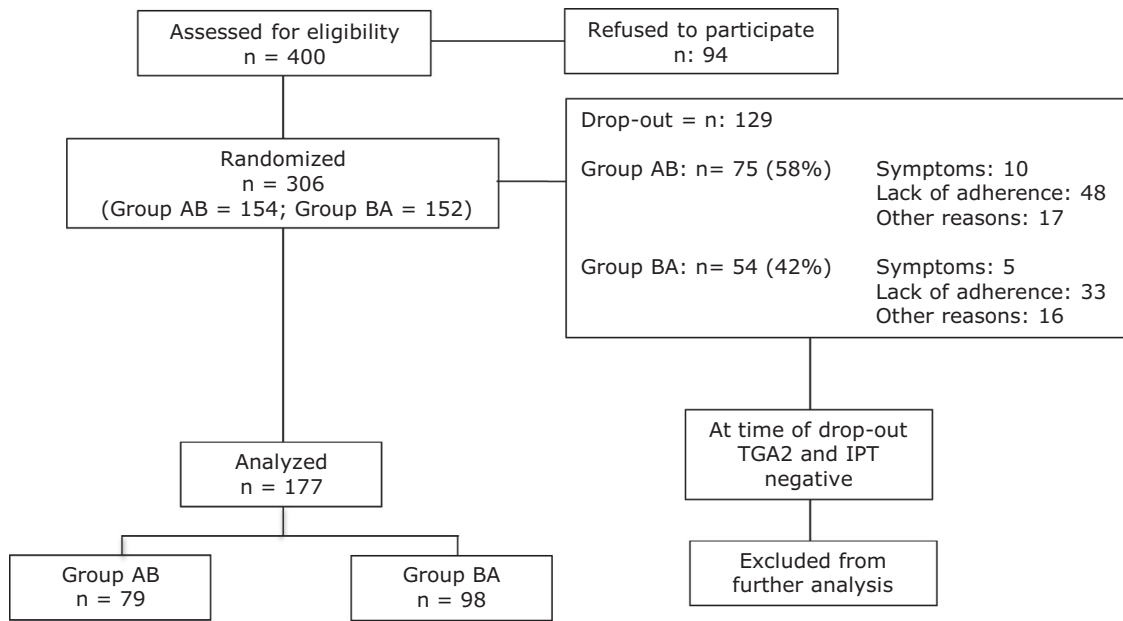 Assessed for eligibility
n = 400
Refused to participate
n: 94
Randomized
n = 306
(Group AB = 154; Group BA = 152)
Drop-out = n: 129
Group AB: n= 75 (58%)
Symptoms: 10
Lack of adherence: 48
Other reasons: 17
Group BA: n= 54 (42%)
Symptoms: 5
Lack of adherence: 33
Other reasons: 16
At time of drop-out
TGA2 and IPT
negative
Analyzed
n = 177
Excluded from
further analysis
Group AB
n = 79
Group BA
n = 98